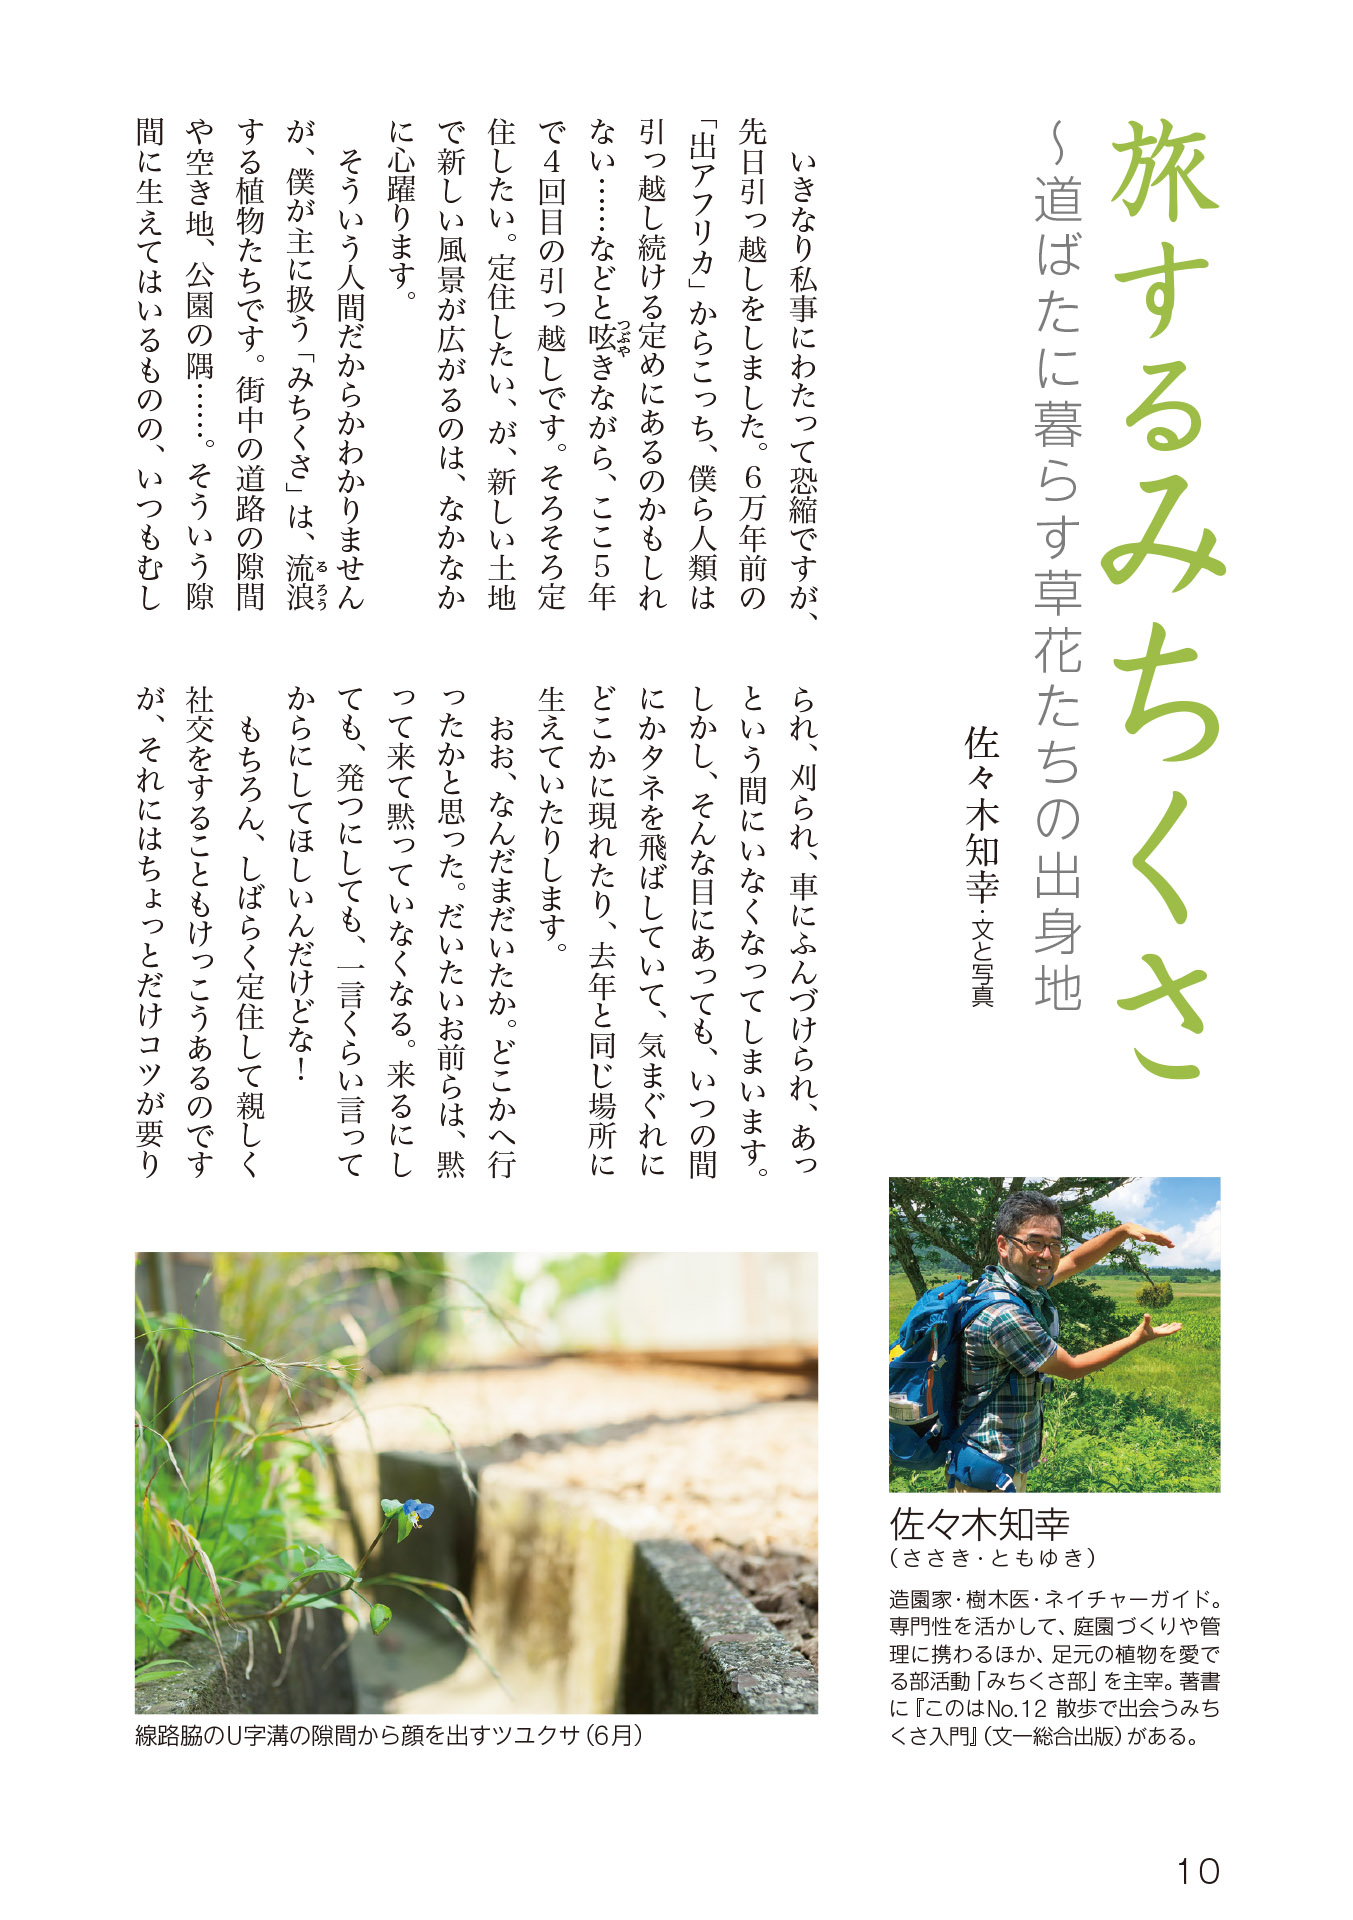 旅するみちくさ
～道ばたに暮らす草花たちの出身地
佐々木知幸・文と写真
いきなり私事にわたって恐縮ですが、
先日引っ越しをしました。6万年前の
「出アフリカ」からこっち、僕ら人類は
引っ越し続ける定めにあるのかもしれ
ない……などと呟きながら、ここ5年
つぶや
で4回目の引っ越しです。そろそろ定
住したい。定住したい、が、新しい土地
で新しい風景が広がるのは、なかなか
に心躍ります。
そういう人間だからかわかりません
が、僕が主に扱う「みちくさ」は、流浪
るろう
する植物たちです。街中の道路の隙間
や空き地、公園の隅……。そういう隙
間に生えてはいるものの、いつもむし
られ、刈られ、車にふんづけられ、あっ
という間にいなくなってしまいます。
しかし、そんな目にあっても、いつの間
にかタネを飛ばしていて、気まぐれに
どこかに現れたり、去年と同じ場所に
生えていたりします。
おお、なんだまだいたか。どこかへ行
ったかと思った。だいたいお前らは、黙
って来て黙っていなくなる。来るにし
ても、発つにしても、一言くらい言って
からにしてほしいんだけどな！
もちろん、しばらく定住して親しく
社交をすることもけっこうあるのです
が、それにはちょっとだけコツが要り
線路脇のU字溝の隙間から顔を出すツユクサ（6月）
佐々木知幸
（ささき・ともゆき）
造園家・樹木医・ネイチャーガイド。
専門性を活かして、庭園づくりや管
理に携わるほか、足元の植物を愛で
る部活動「みちくさ部」を主宰。著書
に『このはNo.12 散歩で出会うみち
くさ入門』（文一総合出版）がある。
10